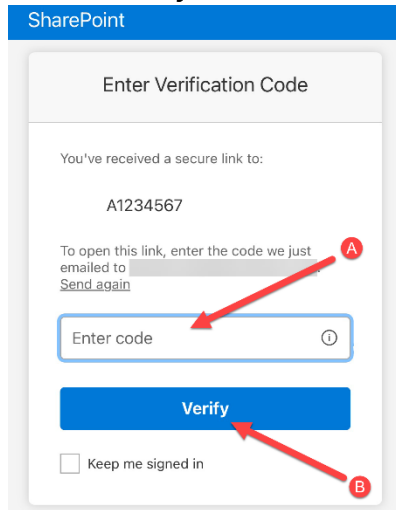 SharePoint
Enter Verification Code
You've received a secure link to:
A1234567
To open this link, enter the code we just
emailed to .
Send again
A
Enter code
Verify
Keep me signed in
B